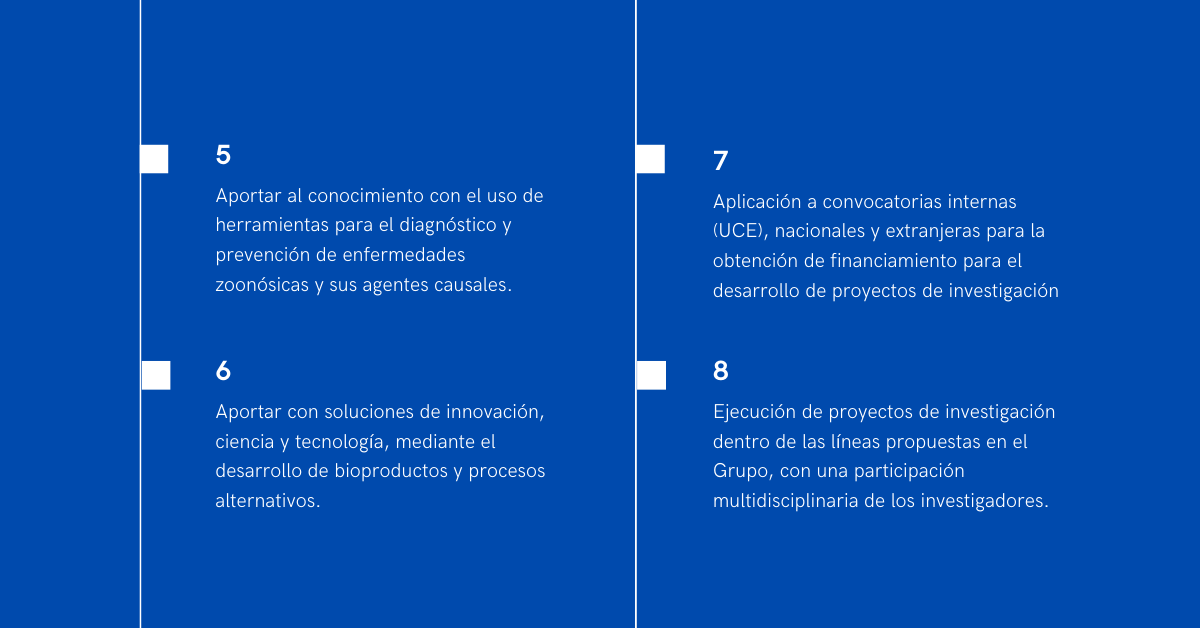 5
Aportar al conocimiento con el uso de
herramientas para el diagnóstico y
prevención de enfermedades
zoonósicas y sus agentes causales.
6
Aportar con soluciones de innovación,
ciencia y tecnología, mediante el
desarrollo de bioproductos y procesos
alternativos.
7
Aplicación a convocatorias internas
(UCE), nacionales y extranjeras para la
obtención de financiamiento para el
desarrollo de proyectos de investigación
8
Ejecución de proyectos de investigación
dentro de las líneas propuestas en el
Grupo, con una participación
multidisciplinaria de los investigadores.